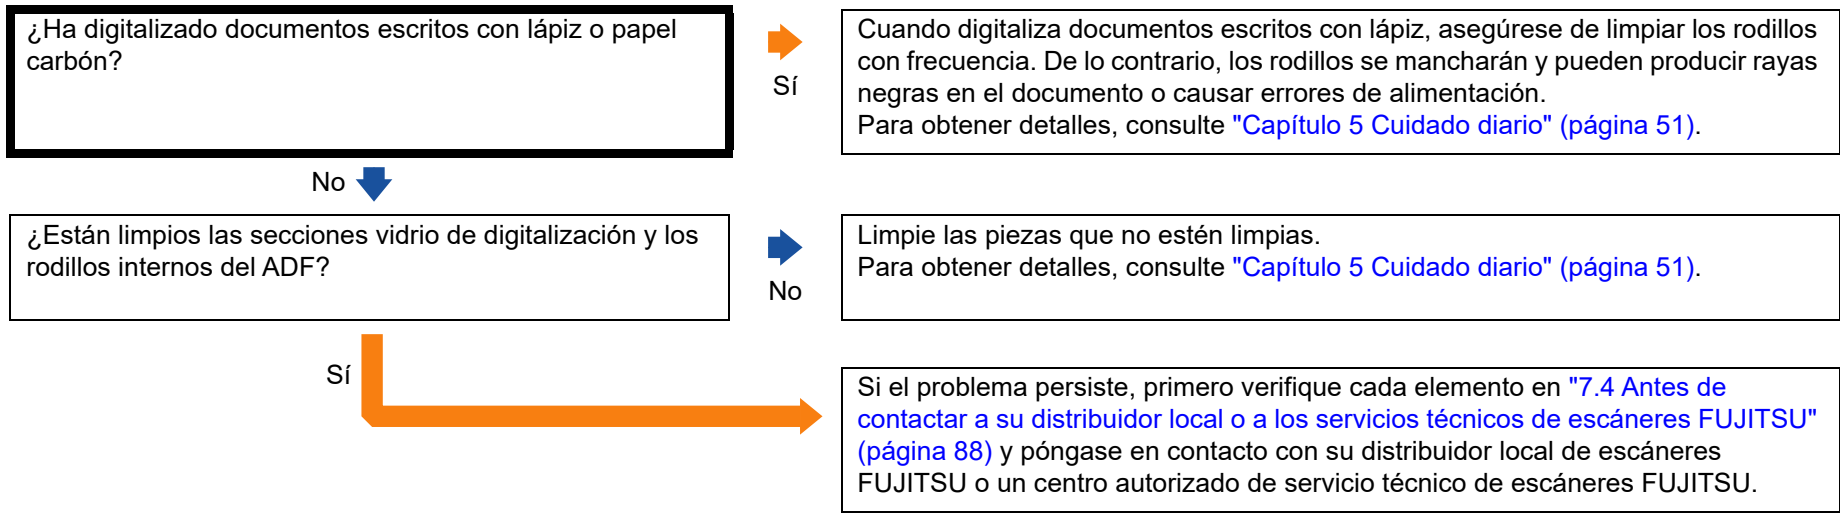 ¿Ha digitalizado documentos escritos con lápiz o papel
carbón?
Sí
Cuando digitaliza documentos escritos con lápiz, asegúrese de limpiar los rodillos
con frecuencia. De lo contrario, los rodillos se mancharán y pueden producir rayas
negras en el documento o causar errores de alimentación.
Para obtener detalles, consulte "Capítulo 5 Cuidado diario" (página 51).
No
¿Están limpios las secciones vidrio de digitalización y los
rodillos internos del ADF?
No
Limpie las piezas que no estén limpias.
Para obtener detalles, consulte "Capítulo 5 Cuidado diario" (página 51).
Sí
Si el problema persiste, primero verifique cada elemento en "7.4 Antes de
contactar a su distribuidor local o a los servicios técnicos de escáneres FUJITSU"
(página 88) y póngase en contacto con su distribuidor local de escáneres
FUJITSU o un centro autorizado de servicio técnico de escáneres FUJITSU.